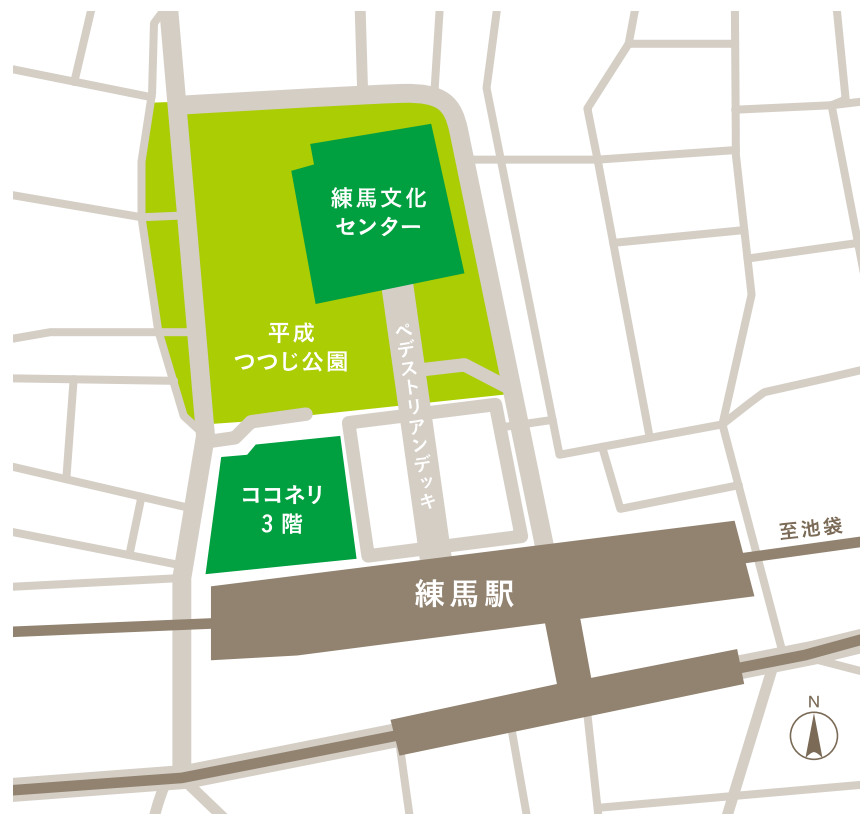 練馬文化
センター
平成
つつじ公園
ペデストリアンデッキ
ココネリ
3 階
至池袋
練馬駅
N